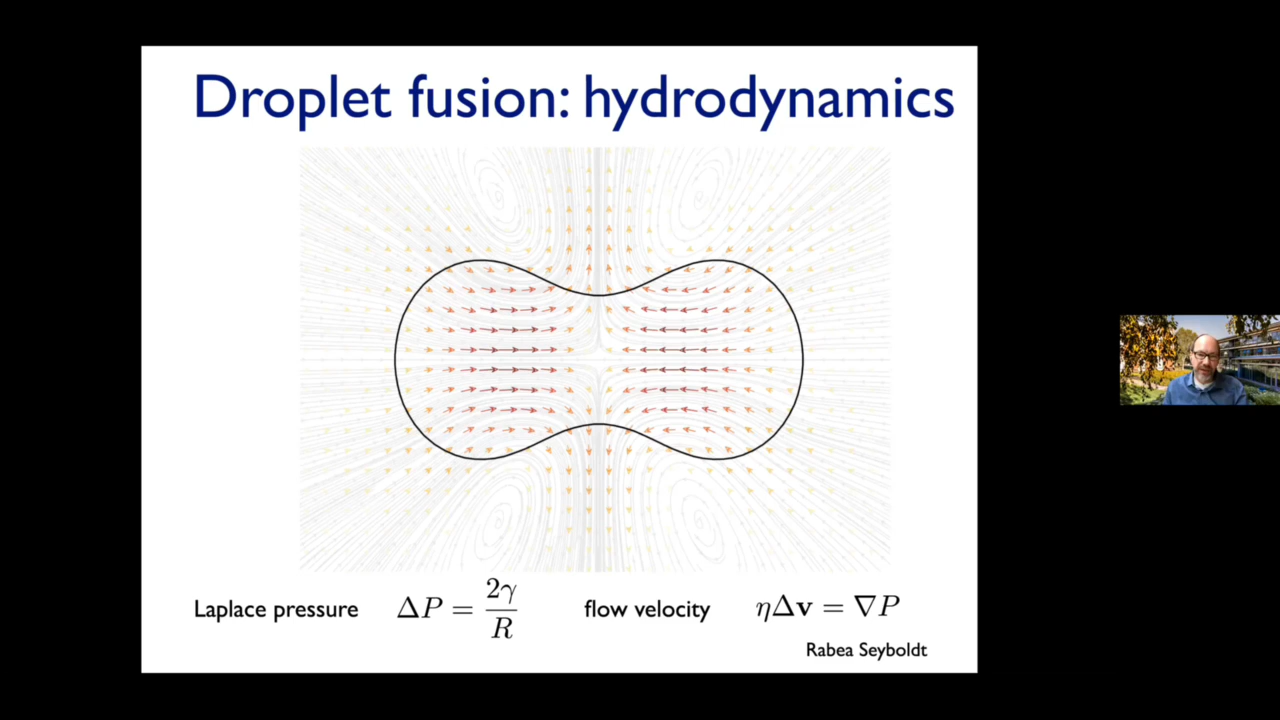 Droplet fusion: hydrodynamics
Laplace pressure ΔP = 2γ/R flow velocity ηΔv = ∇P
Rabea Seyboldt